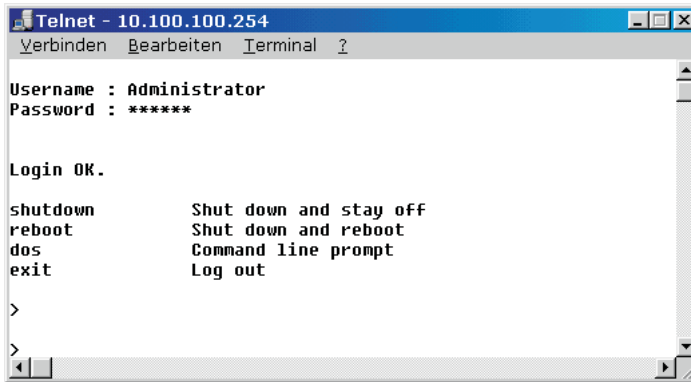 Telnet - 10.100.100.254
Verbinden Bearbeiten Terminal ?
Username : Administrator
Password : ******
Login OK.
shutdown Shut down and stay off
reboot Shut down and reboot
dos Command line prompt
exit Log out
>
>